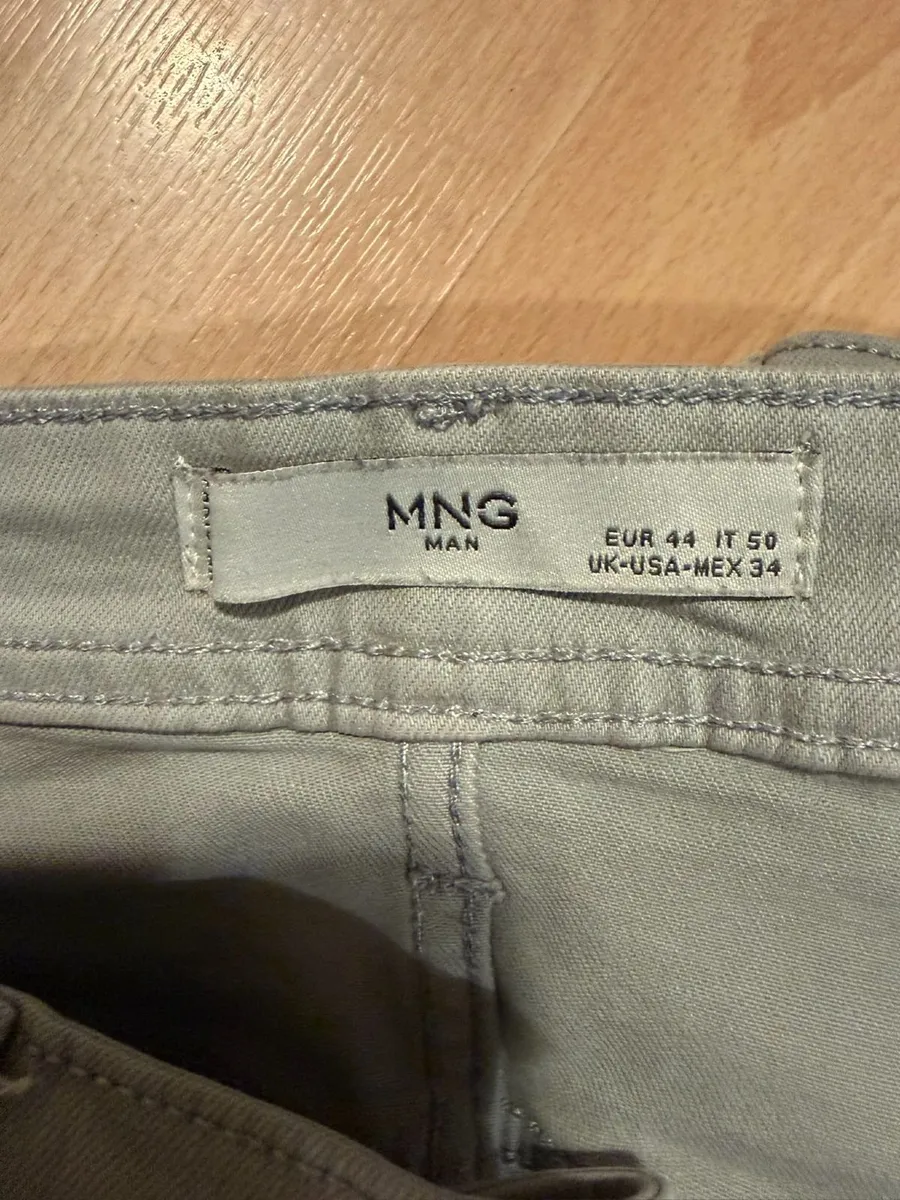 MNG
MAN
EUR 44 IT 50
UK-USA-MEX 34